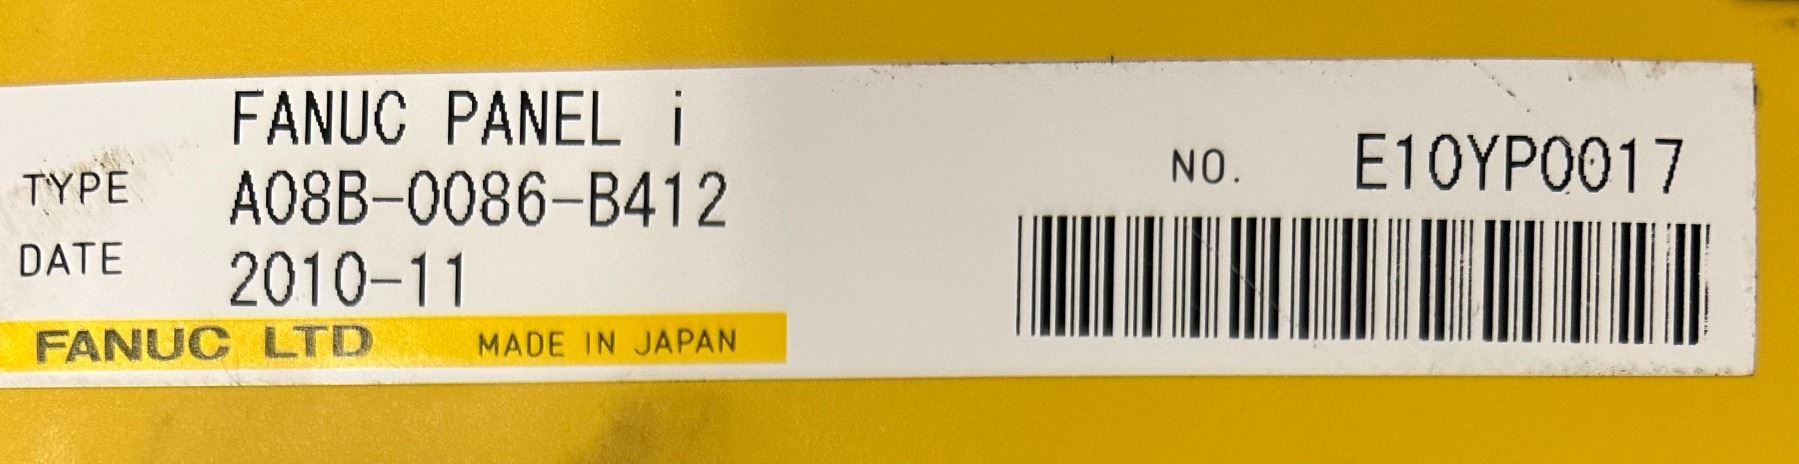 FANUC PANEL i
TYPE A08B-0086-B412
DATE 2010-11
FANUC LTD MADE IN JAPAN
NO. E10YP0017